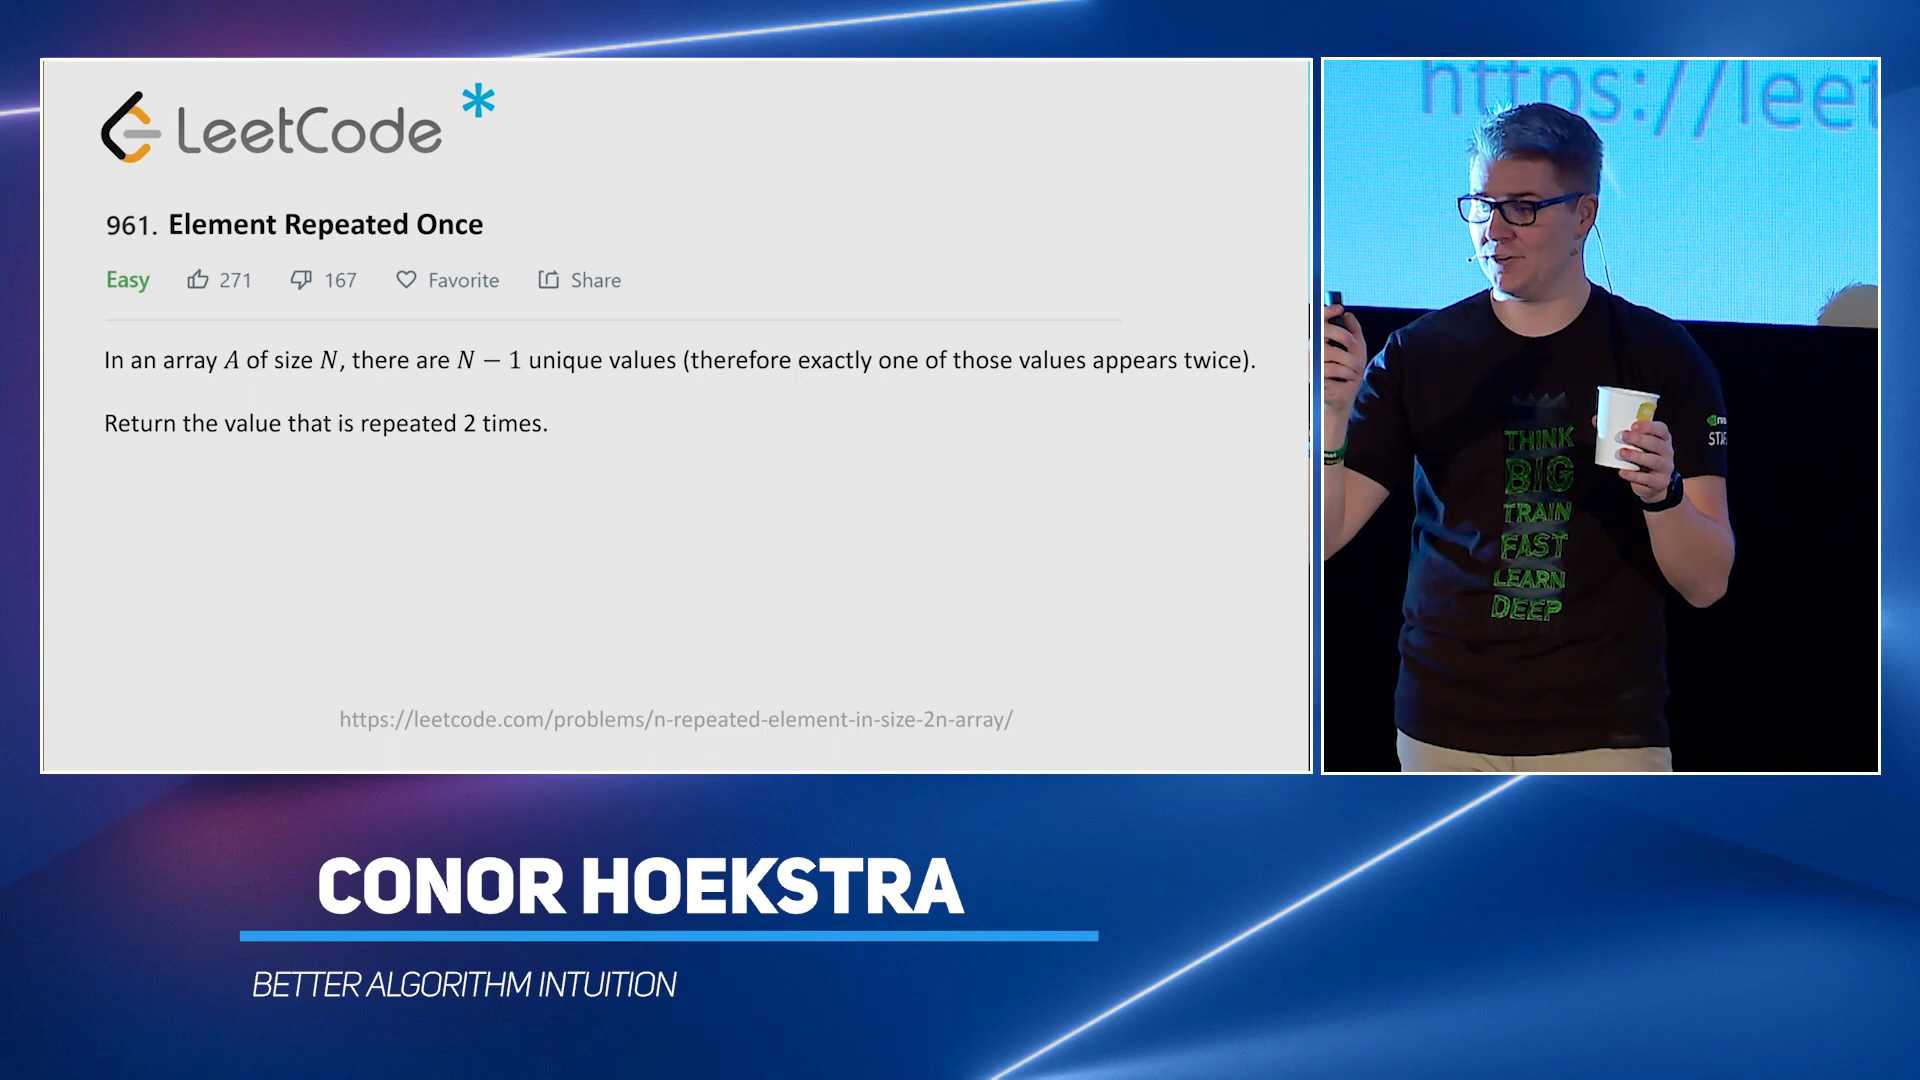 LeetCode *
961. Element Repeated Once
Easy 271 167 Favorite Share
In an array A of size N, there are N − 1 unique values (therefore exactly one of those values appears twice).
Return the value that is repeated 2 times.
https://leetcode.com/problems/n-repeated-element-in-size-2n-array/
https://leet
THINK
BIG
TRAIN
FAST
LEARN
DEEP
CONOR HOEKSTRA
BETTER ALGORITHM INTUITION